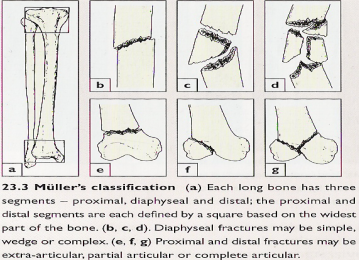 a
b
c
d
e
f
g
23.3 Müller's classification (a) Each long bone has three
segments – proximal, diaphyseal and distal; the proximal and
distal segments are each defined by a square based on the widest
part of the bone. (b, c, d). Diaphyseal fractures may be simple,
wedge or complex. (e, f, g) Proximal and distal fractures may be
extra-articular, partial articular or complete articular.